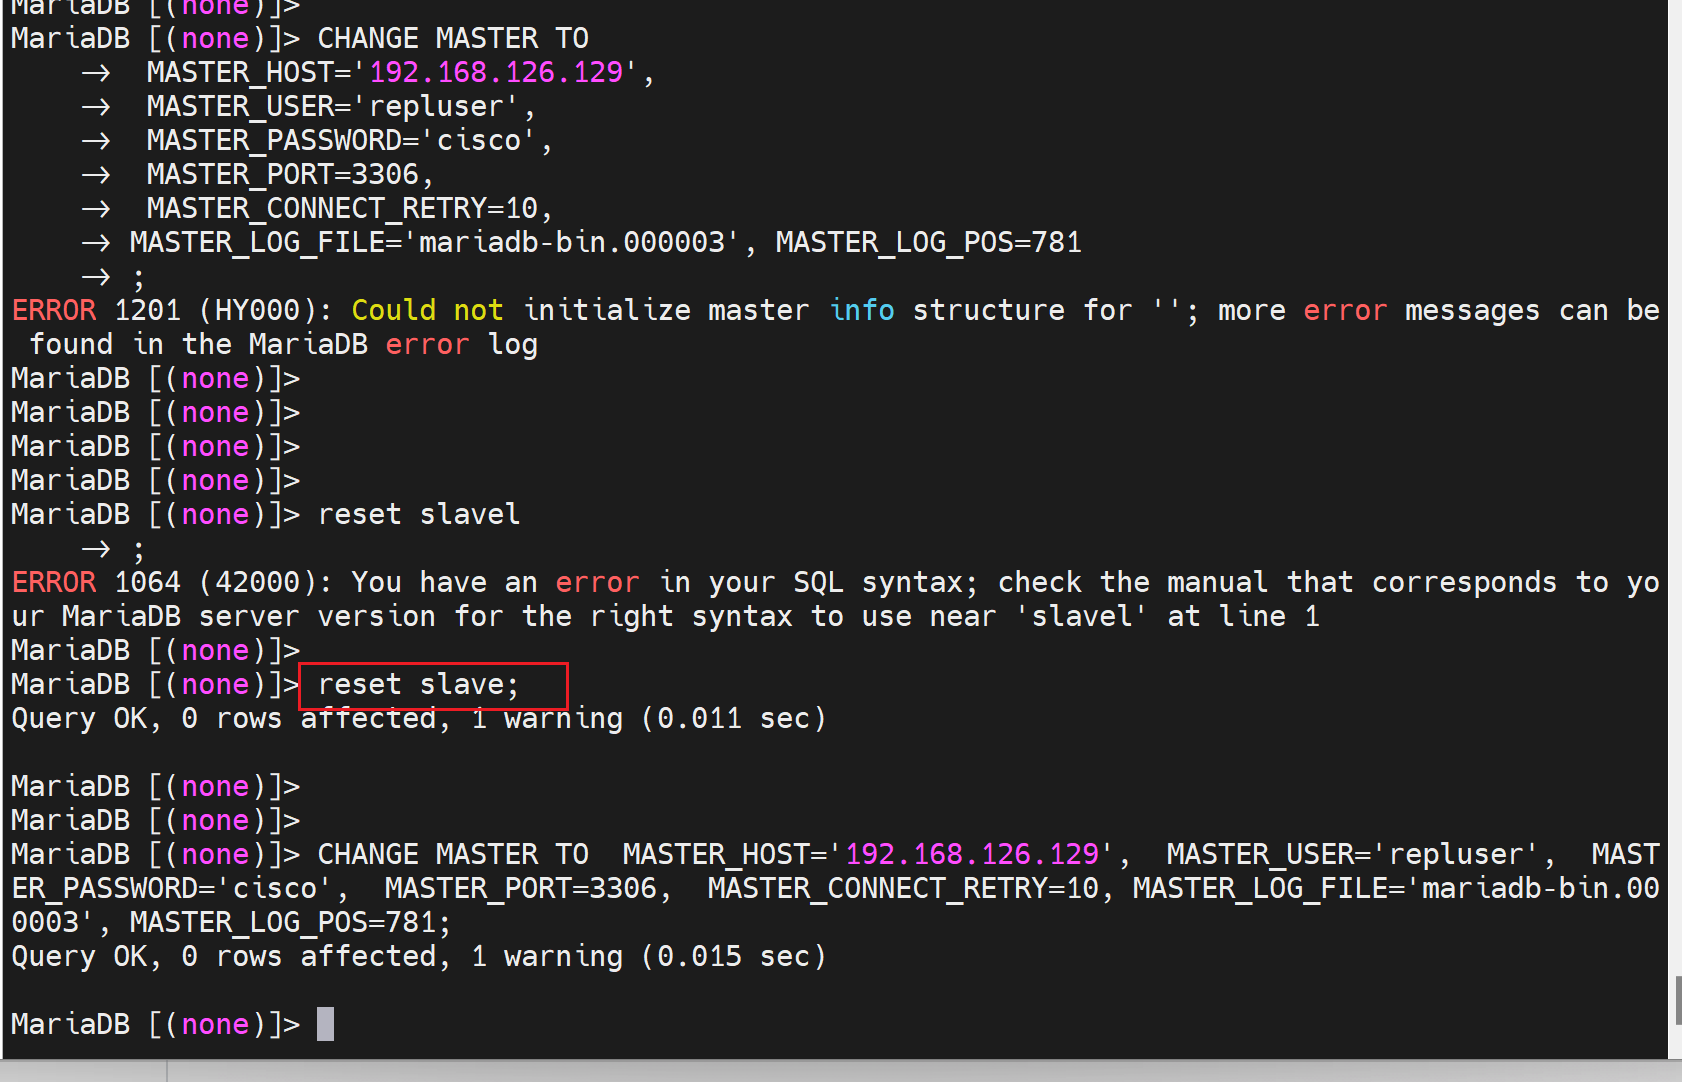 MariaDB [(none)]>
MariaDB [(none)]> CHANGE MASTER TO
    →  MASTER_HOST='192.168.126.129',
    →  MASTER_USER='repluser',
    →  MASTER_PASSWORD='cisco',
    →  MASTER_PORT=3306,
    →  MASTER_CONNECT_RETRY=10,
    → MASTER_LOG_FILE='mariadb-bin.000003', MASTER_LOG_POS=781
    → ;
ERROR 1201 (HY000): Could not initialize master info structure for ''; more error messages can be
 found in the MariaDB error log
MariaDB [(none)]>
MariaDB [(none)]>
MariaDB [(none)]>
MariaDB [(none)]>
MariaDB [(none)]> reset slavel
    → ;
ERROR 1064 (42000): You have an error in your SQL syntax; check the manual that corresponds to yo
ur MariaDB server version for the right syntax to use near 'slavel' at line 1
MariaDB [(none)]>
MariaDB [(none)]> reset slave;
Query OK, 0 rows affected, 1 warning (0.011 sec)

MariaDB [(none)]>
MariaDB [(none)]>
MariaDB [(none)]> CHANGE MASTER TO  MASTER_HOST='192.168.126.129',  MASTER_USER='repluser',  MAST
ER_PASSWORD='cisco',  MASTER_PORT=3306,  MASTER_CONNECT_RETRY=10, MASTER_LOG_FILE='mariadb-bin.00
0003', MASTER_LOG_POS=781;
Query OK, 0 rows affected, 1 warning (0.015 sec)

MariaDB [(none)]>